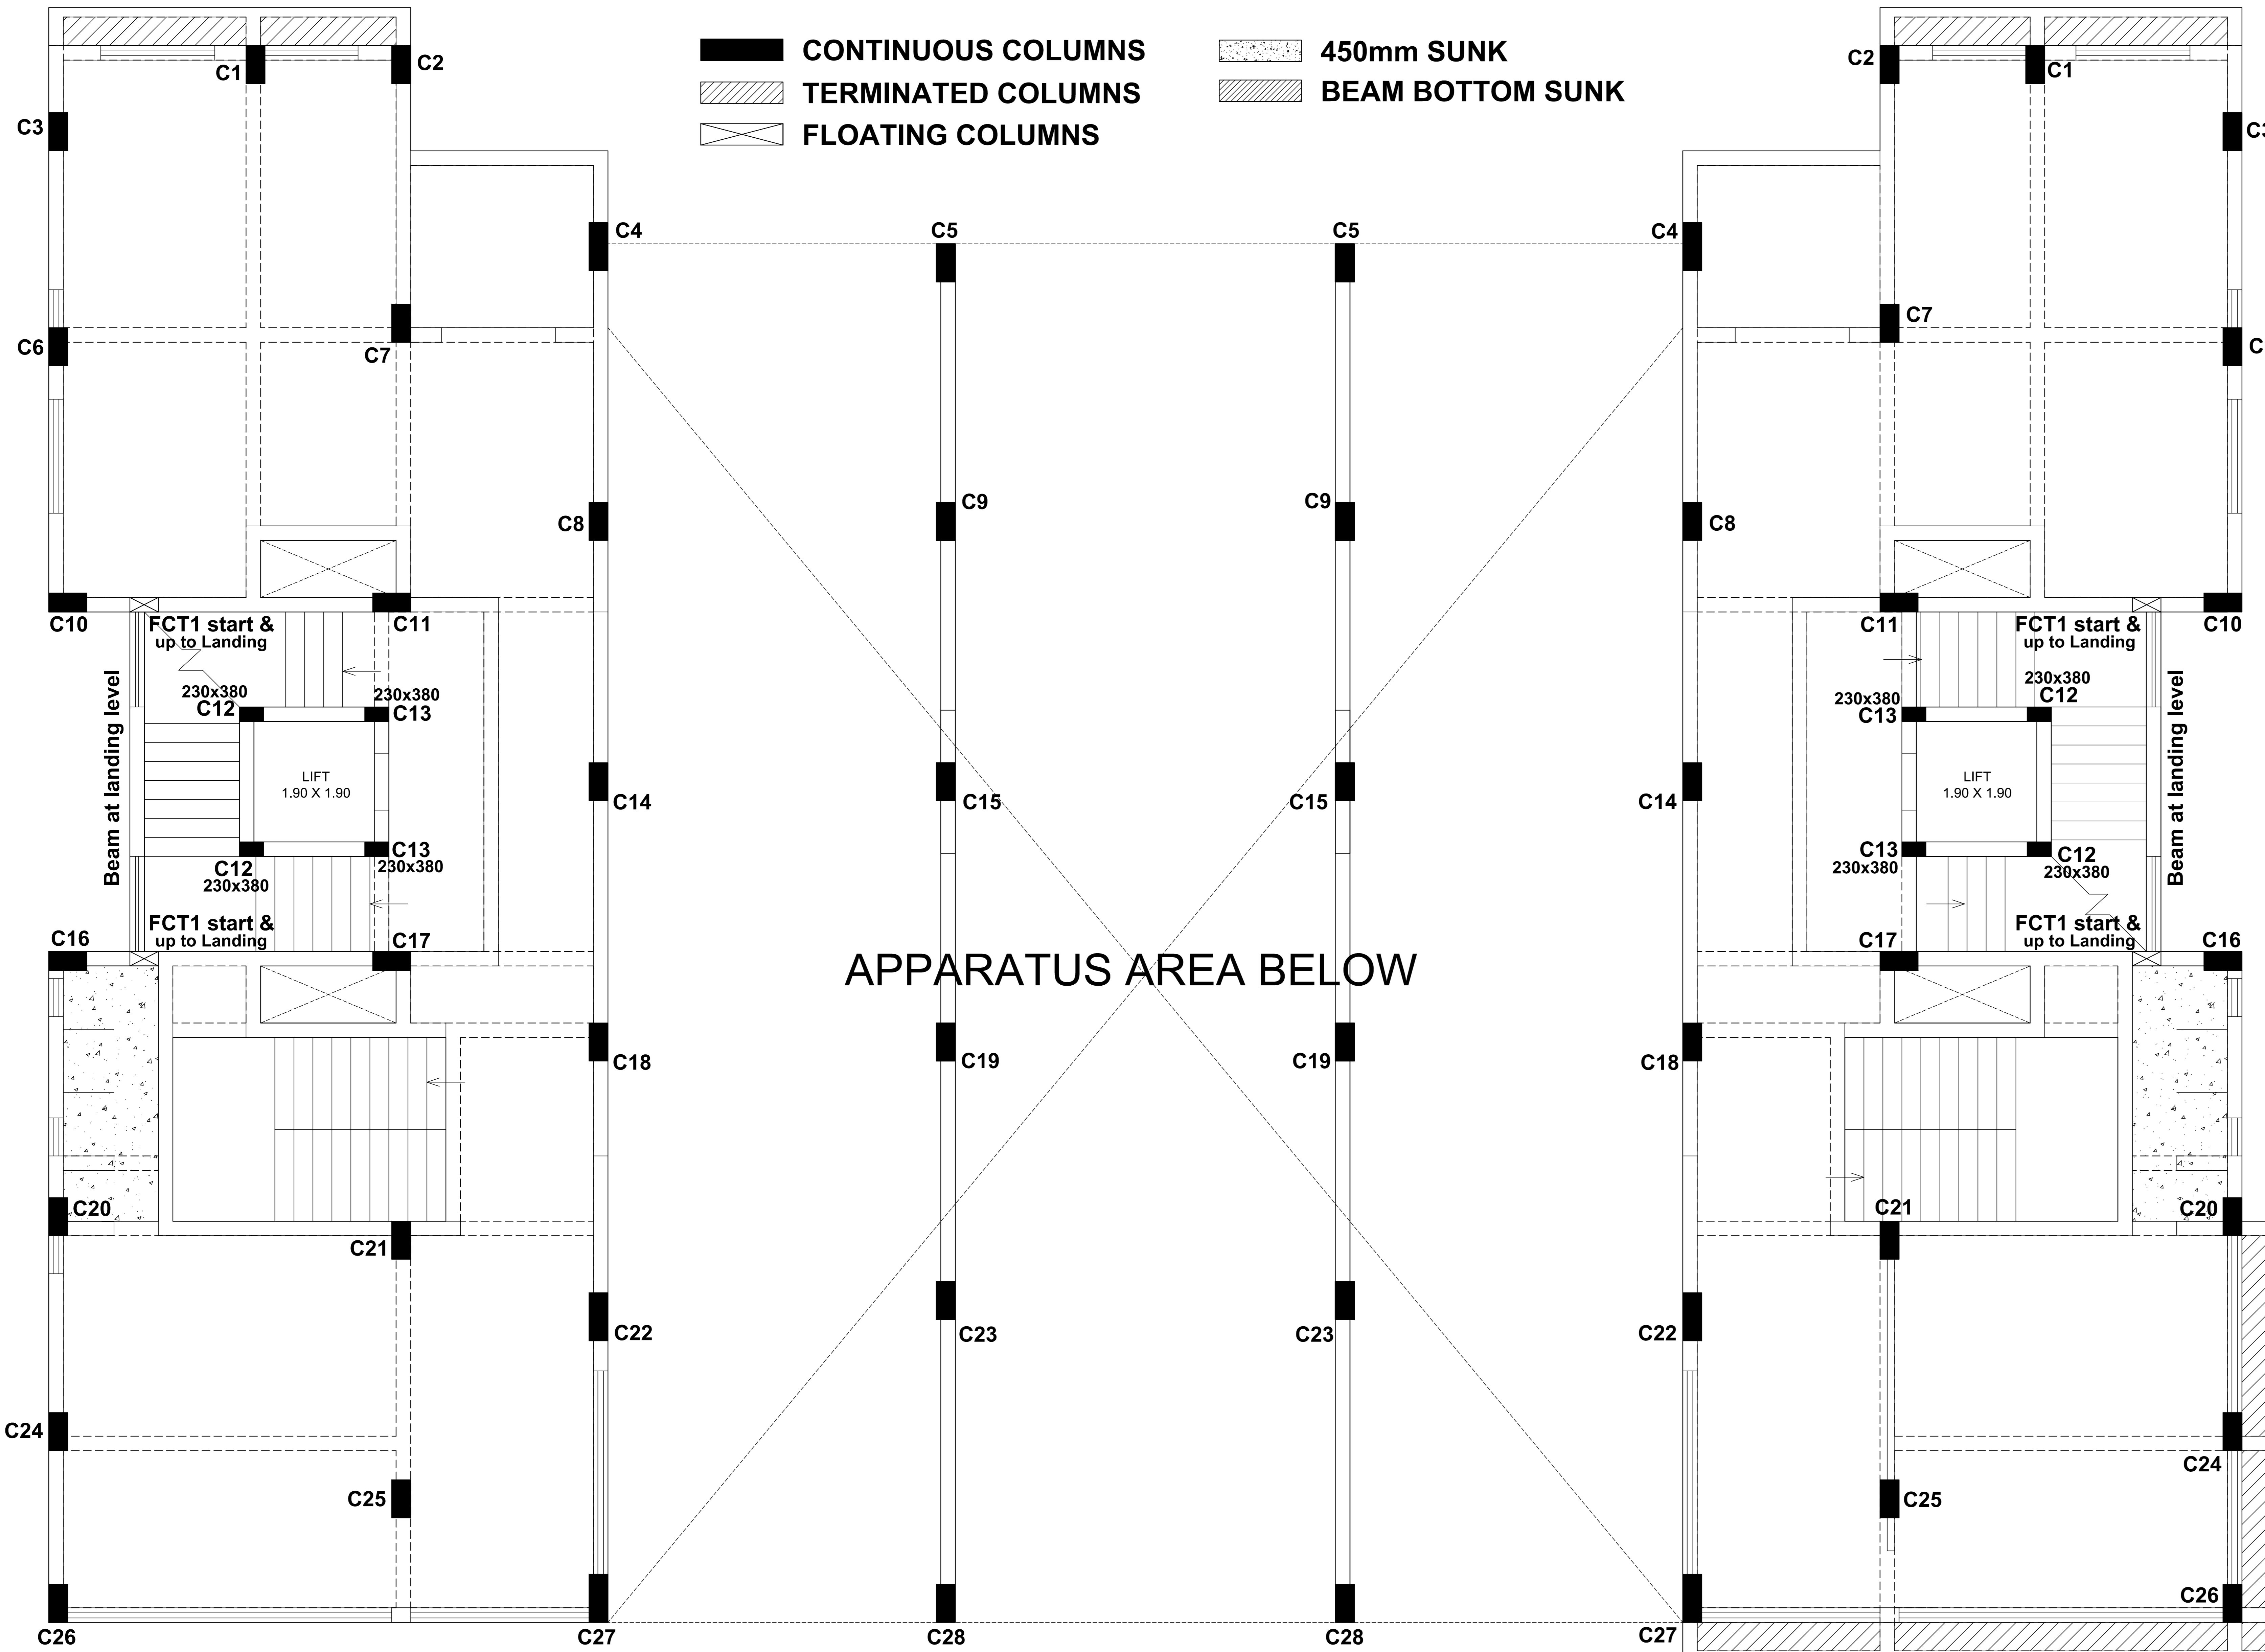 CONTINUOUS COLUMNS
450mm SUNK
TERMINATED COLUMNS
BEAM BOTTOM SUNK
FLOATING COLUMNS
C1
C2
C2
C1
C3
C3
C4
C5
C5
C4
C6
C7
C7
C
C8
C9
C9
C8
C10
FCT1 start &
up to Landing
C11
C11
FCT1 start &
up to Landing
C10
230x380
C12
230x380
C13
230x380
C13
230x380
C12
Beam at landing level
LIFT
1.90 X 1.90
C14
C15
C15
C14
LIFT
1.90 X 1.90
Beam at landing level
C12
230x380
C13
230x380
C13
230x380
C12
230x380
C16
FCT1 start &
up to Landing
C17
APPARATUS AREA BELOW
C17
FCT1 start &
up to Landing
C16
C18
C19
C19
C18
C20
C21
C21
C20
C22
C23
C23
C22
C24
C24
C25
C25
C26
C26
C27
C28
C28
C27